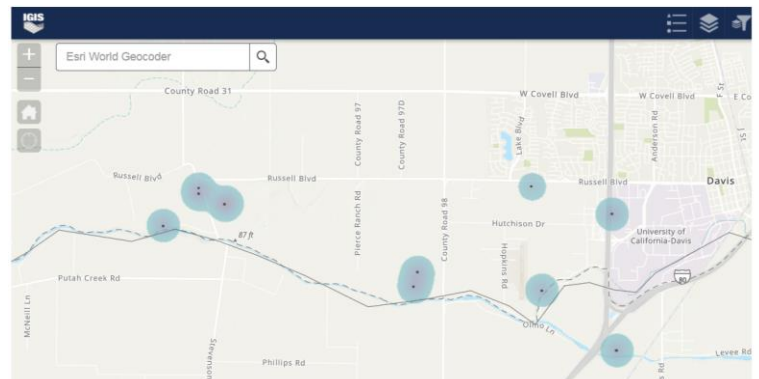 IGIS
Esri World Geocoder
County Road 31
W Covell Blvd
W Covell Blvd
F St
E Co
County Road 97
County Road 97D
Lake Blvd
Anderson Rd
J St
Russell Blvd
Russell Blvd
Russell Blvd
Davis
Pierce Ranch Rd
County Road 98
Hutchison Dr
University of
California-Davis
87 ft
Hopkins Rd
80
Putah Creek Rd
McNeill Ln
Stevenson
Olmo Ln
Levee Rd
Phillips Rd
s Rd